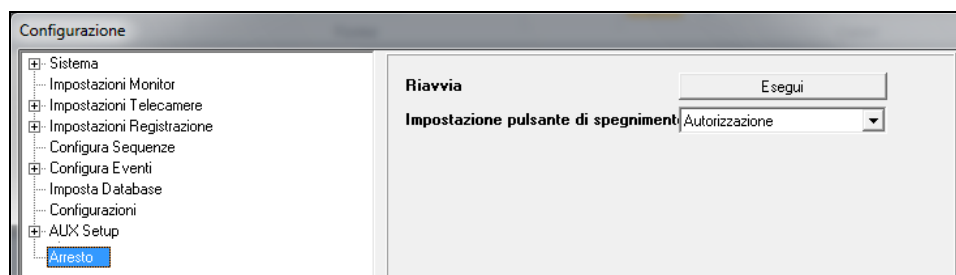 Configurazione
Sistema
Impostazioni Monitor
Impostazioni Telecamere
Impostazioni Registrazione
Configura Sequenze
Configura Eventi
Imposta Database
Configurazioni
AUX Setup
Arresto
Riavvia
Esegui
Impostazione pulsante di spegniment
Autorizzazione